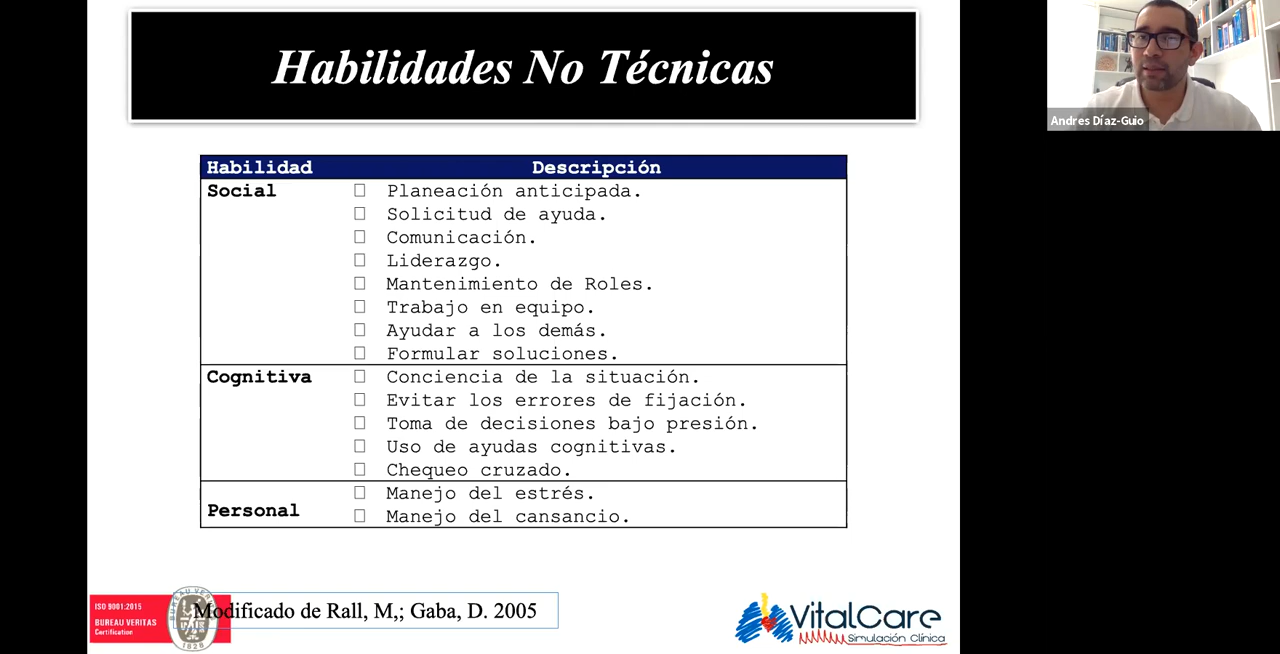 Habilidades No Técnicas
Andres Díaz-Guio
Habilidad Descripción
Social
Planeación anticipada.
Solicitud de ayuda.
Comunicación.
Liderazgo.
Mantenimiento de Roles.
Trabajo en equipo.
Ayudar a los demás.
Formular soluciones.
Cognitiva
Conciencia de la situación.
Evitar los errores de fijación.
Toma de decisiones bajo presión.
Uso de ayudas cognitivas.
Chequeo cruzado.
Personal
Manejo del estrés.
Manejo del cansancio.
ISO 9001:2015
BUREAU VERITAS
Certification
1828
Modificado de Rall, M,; Gaba, D. 2005
VitalCare
Simulación Clínica